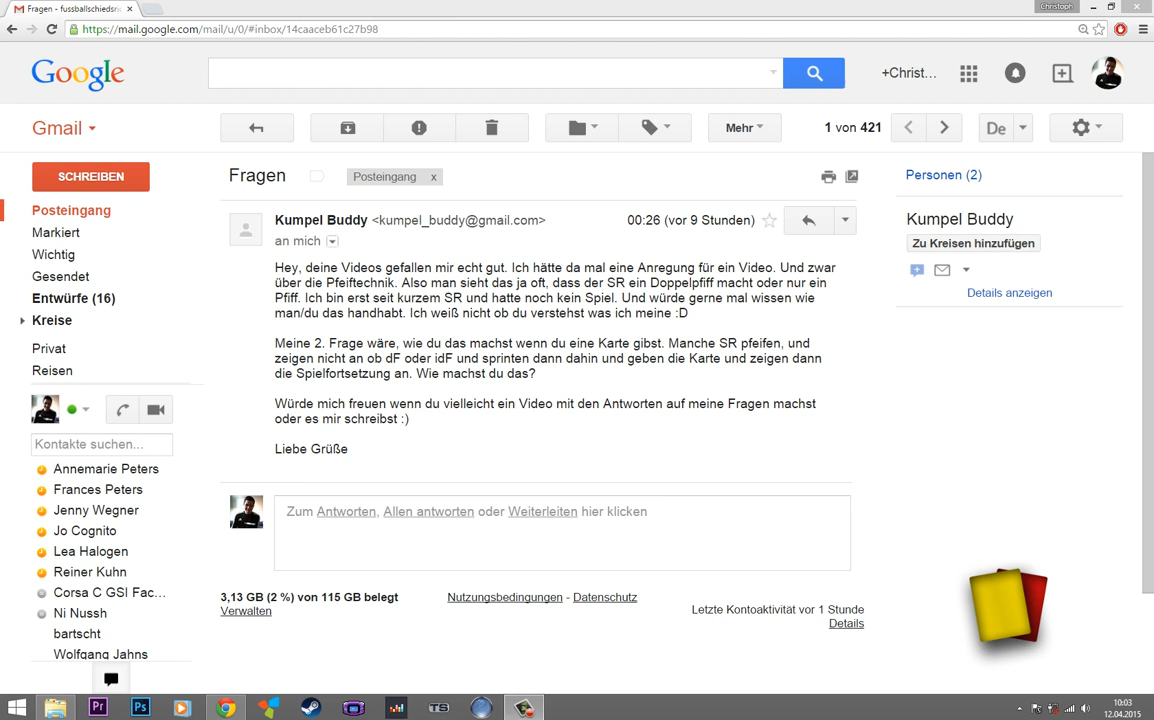 Fragen - fussballschiedsri
Christoph
https://mail.google.com/mail/u/0/#inbox/14caaceb61c27b98
Google
+Christ...
Gmail
Mehr
1 von 421
De
SCHREIBEN
Fragen
Posteingang x
Personen (2)
Posteingang
Markiert
Wichtig
Gesendet
Entwürfe (16)
Kreise
Privat
Reisen
Kumpel Buddy <kumpel_buddy@gmail.com>
00:26 (vor 9 Stunden)
an mich
Hey, deine Videos gefallen mir echt gut. Ich hätte da mal eine Anregung für ein Video. Und zwar
über die Pfeiftechnik. Also man sieht das ja oft, dass der SR ein Doppelpfiff macht oder nur ein
Pfiff. Ich bin erst seit kurzem SR und hatte noch kein Spiel. Und würde gerne mal wissen wie
man/du das handhabt. Ich weiß nicht ob du verstehst was ich meine :D
Meine 2. Frage wäre, wie du das machst wenn du eine Karte gibst. Manche SR pfeifen, und
zeigen nicht an ob dF oder idF und sprinten dann dahin und geben die Karte und zeigen dann
die Spielfortsetzung an. Wie machst du das?
Würde mich freuen wenn du vielleicht ein Video mit den Antworten auf meine Fragen machst
oder es mir schreibst :)
Liebe Grüße
Kumpel Buddy
Zu Kreisen hinzufügen
Details anzeigen
Kontakte suchen...
Annemarie Peters
Frances Peters
Jenny Wegner
Jo Cognito
Lea Halogen
Reiner Kuhn
Corsa C GSI Fac...
Ni Nussh
bartscht
Wolfgang Jahns
Zum Antworten, Allen antworten oder Weiterleiten hier klicken
3,13 GB (2 %) von 115 GB belegt
Verwalten
Nutzungsbedingungen - Datenschutz
Letzte Kontoaktivität vor 1 Stunde
Details
Pr
Ps
TS
10:03
12.04.2015